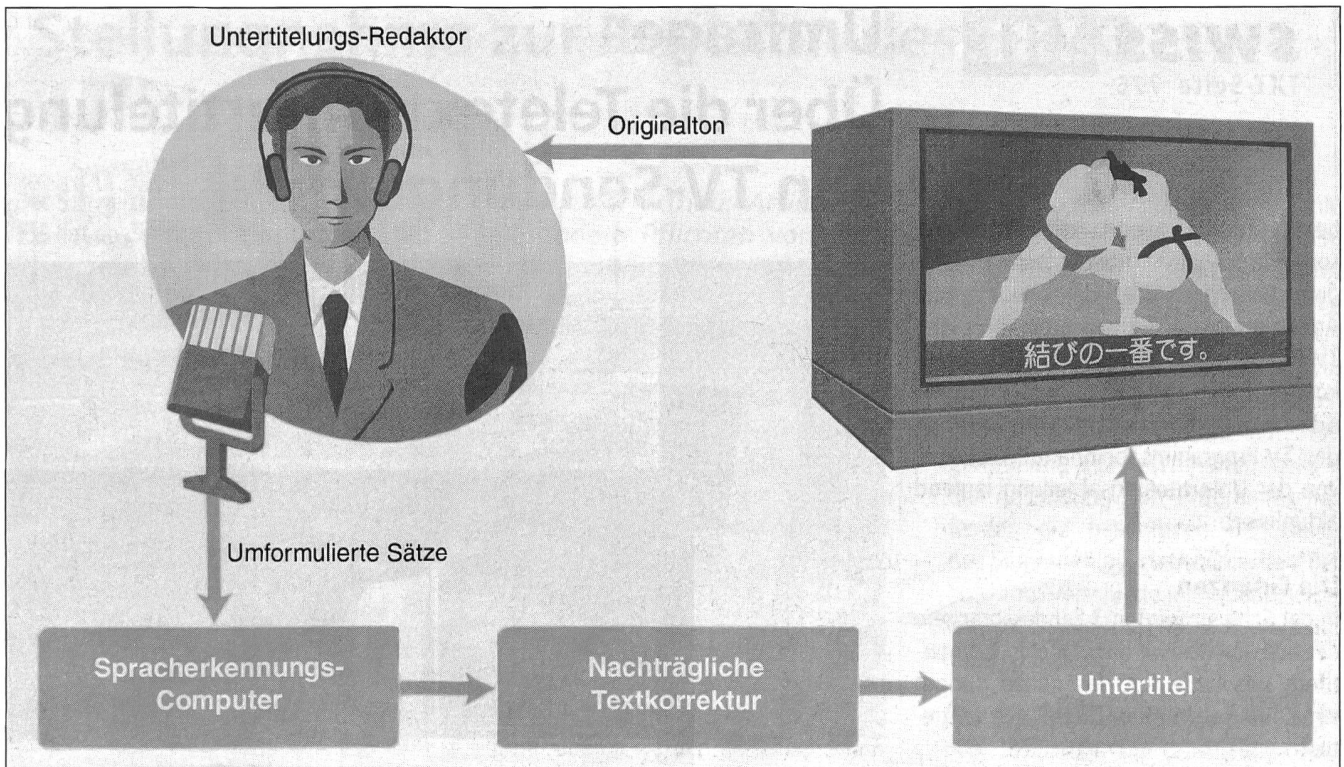 Untertitelungs-Redaktor
Originalton
結びの一番です。
Umformulierte Sätze
Spracherkennungs-
Computer
Nachträgliche
Textkorrektur
Untertitel